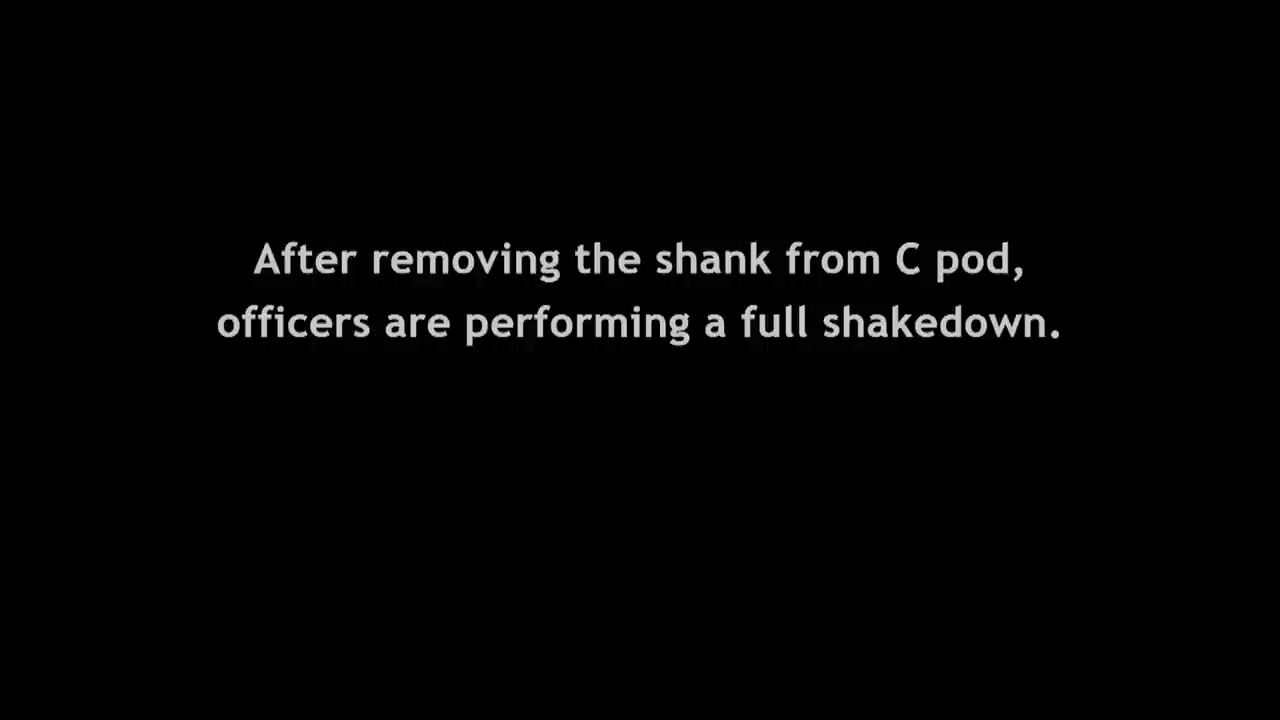 After removing the shank from C pod,
officers are performing a full shakedown.